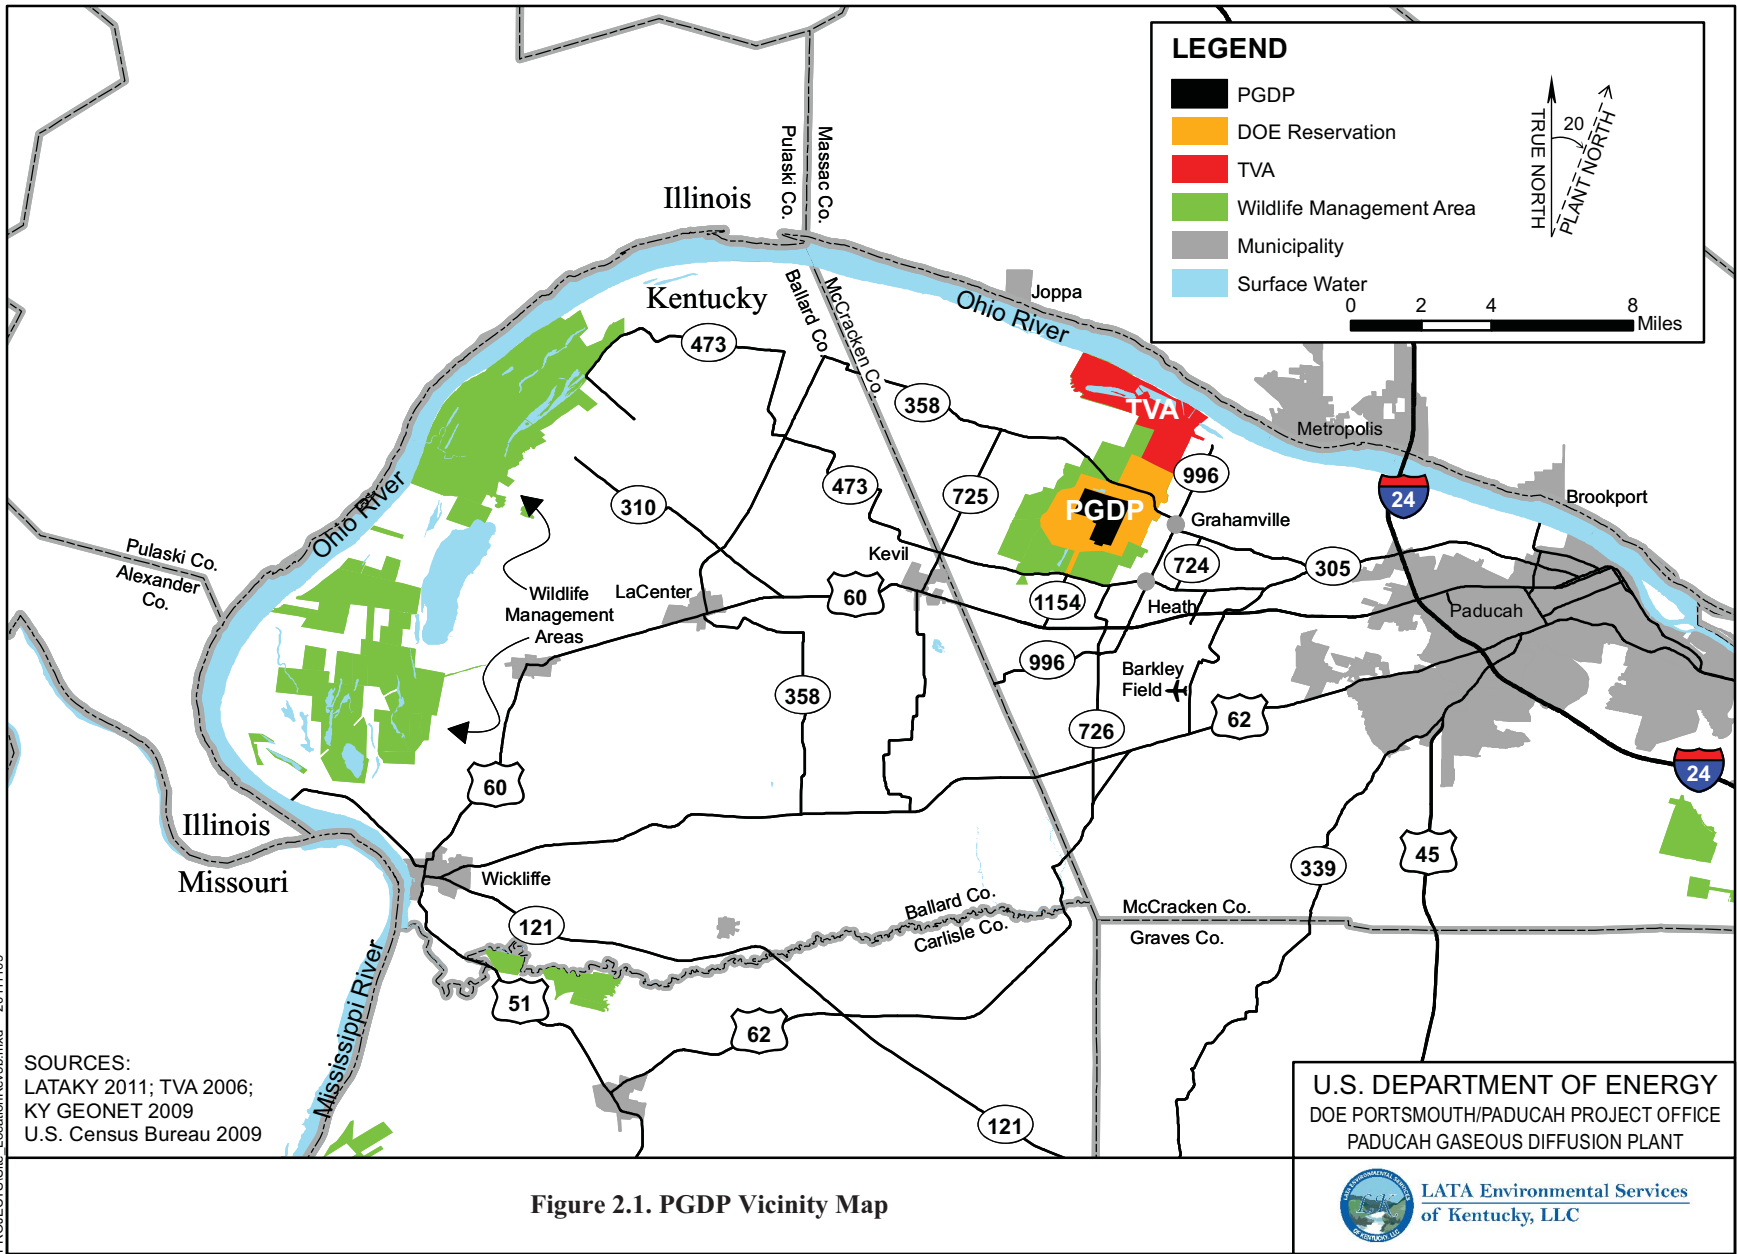 LEGEND
PGDP
DOE Reservation
TVA
Wildlife Management Area
Municipality
Surface Water
TRUE NORTH
20
PLANT NORTH
0 2 4 8
Miles
Pulaski Co.
Massac Co.
Illinois
Kentucky
Ballard Co.
McCracken Co.
Ohio River
Joppa
473
358
TVA
Metropolis
996
24
473
725
PGDP
310
Grahamville
Brookport
Ohio River
Kevil
724
305
Pulaski Co.
Alexander
Co.
Wildlife
Management
Areas
LaCenter
60
1154
Heath
Paducah
996
Barkley
Field
358
726
62
60
24
Illinois
Missouri
Wickliffe
339
45
121
Ballard Co.
Carlisle Co.
McCracken Co.
Graves Co.
51
62
Mississippi River
121
SOURCES:
LATAKY 2011; TVA 2006;
KY GEONET 2009
U.S. Census Bureau 2009
U.S. DEPARTMENT OF ENERGY
DOE PORTSMOUTH/PADUCAH PROJECT OFFICE
PADUCAH GASEOUS DIFFUSION PLANT
Figure 2.1. PGDP Vicinity Map
LATA ENVIRONMENTAL SERVICES
OF KENTUCKY, LLC
LATA Environmental Services
of Kentucky, LLC